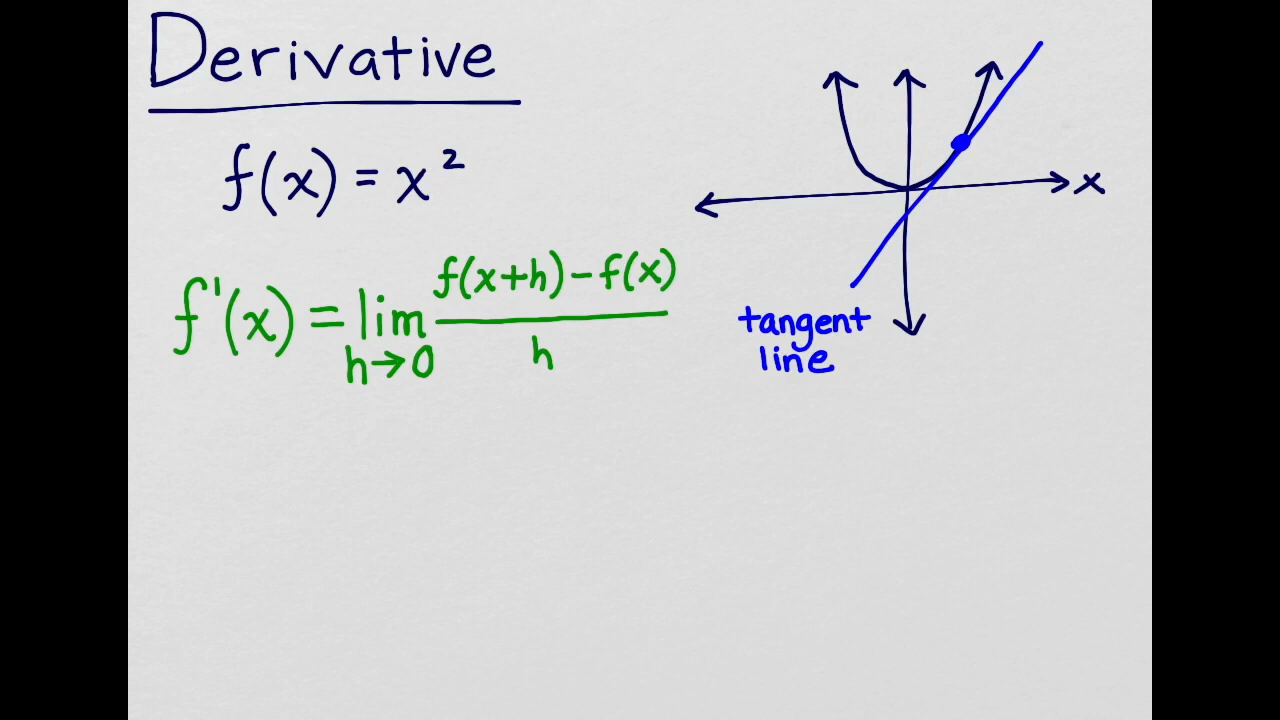 Derivative
f(x) = x²
f'(x) = lim f(x+h) - f(x)
h→0 h
x
tangent
line